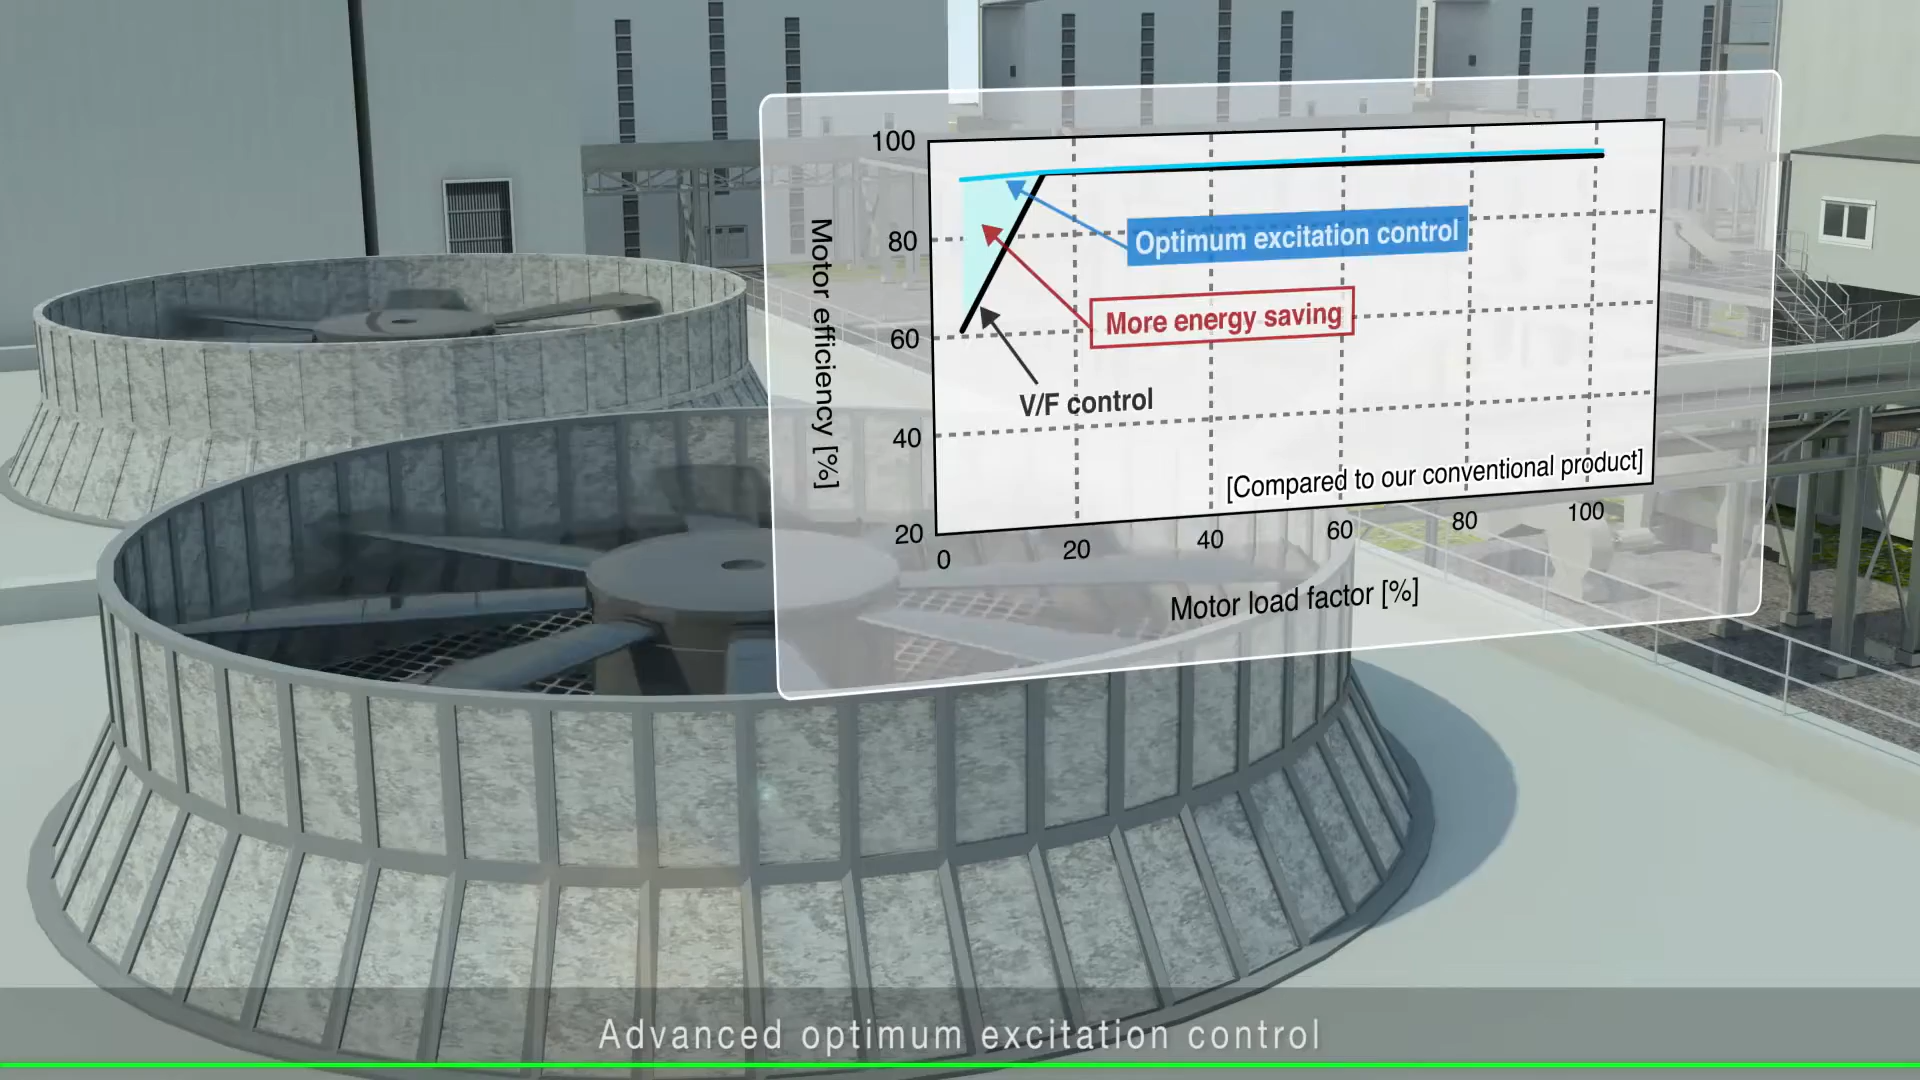 100
80
60
40
20
0
20
40
60
80
100
Motor efficiency [%]
Motor load factor [%]
Optimum excitation control
More energy saving
V/F control
[Compared to our conventional product]
Advanced optimum excitation control